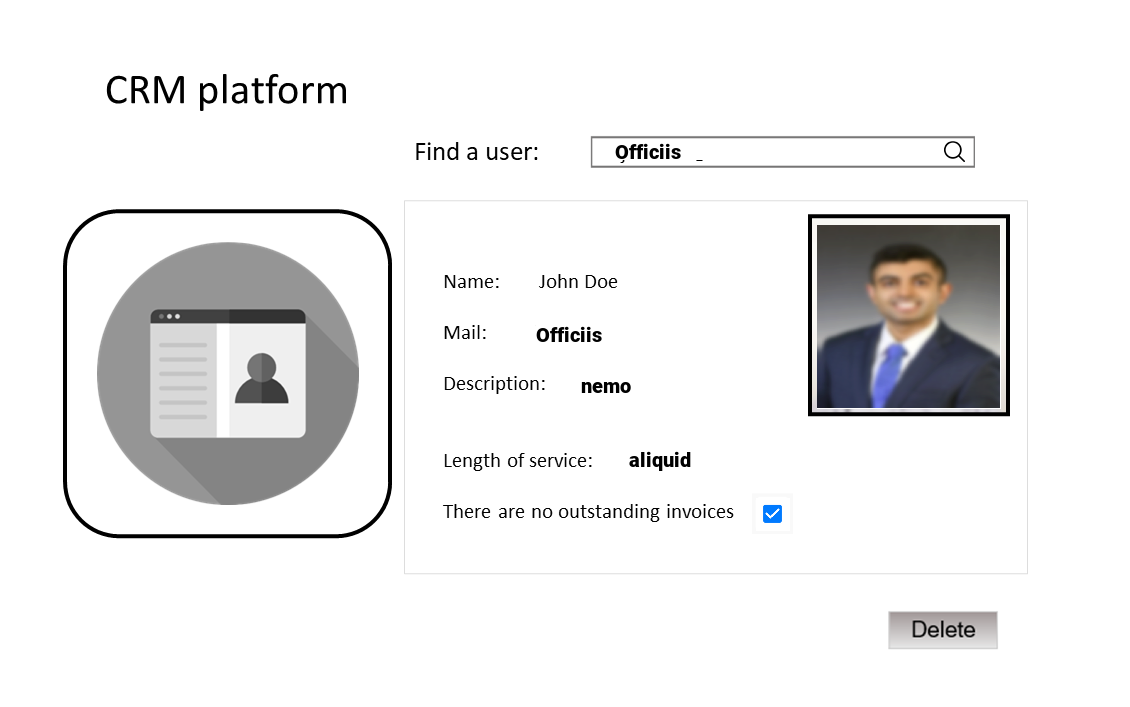 CRM platform
Find a user: Officiis _
Name: John Doe
Mail: Officiis
Description: nemo
Length of service: aliquid
There are no outstanding invoices
Delete